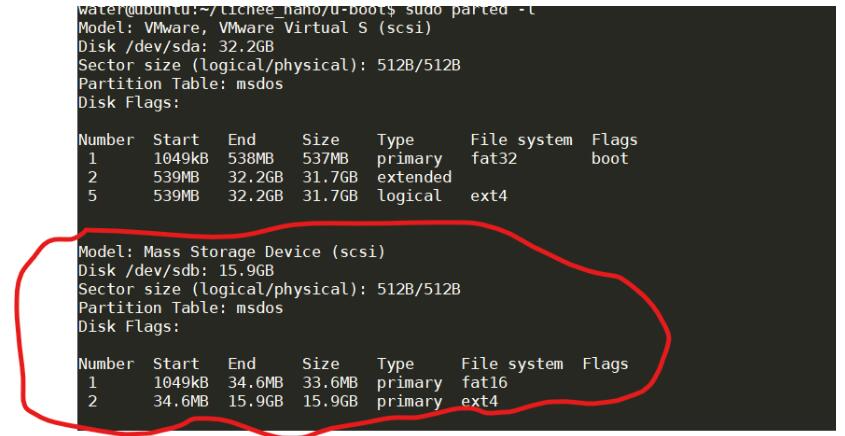 water@ubuntu:~/lichee_nano/u-boot$ sudo parted -l
Model: VMware, VMware Virtual S (scsi)
Disk /dev/sda: 32.2GB
Sector size (logical/physical): 512B/512B
Partition Table: msdos
Disk Flags:
Number  Start   End     Size    Type      File system  Flags
 1      1049kB  538MB   537MB   primary   fat32        boot
 2      539MB   32.2GB  31.7GB  extended
 5      539MB   32.2GB  31.7GB  logical   ext4
Model: Mass Storage Device (scsi)
Disk /dev/sdb: 15.9GB
Sector size (logical/physical): 512B/512B
Partition Table: msdos
Disk Flags:
Number  Start   End     Size    Type     File system  Flags
 1      1049kB  34.6MB  33.6MB  primary  fat16
 2      34.6MB  15.9GB  15.9GB  primary  ext4